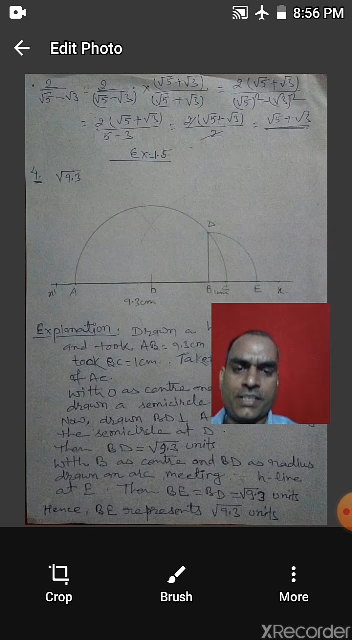 8:56 PM
Edit Photo
2/(√5-√3) = 2/(√5-√3) × (√5+√3)/(√5+√3) = 2(√5+√3)/((√5)²-(√3)²)
= 2(√5+√3)/(5-3) = 2(√5+√3)/2 = √5+√3
Ex-1.5
4. √9.3
D
x' A O B C E x
9.3cm 1cm
Explanation. Drawn a
and took AB = 9.3cm
took BC = 1cm. Taken
of AC.
With O as centre and
drawn a semicircle
Now, drawn BD ⊥ A
the semicircle at D
Then BD = √9.3 units
With B as centre and BD as radius
drawn an arc meeting h-line
at E. Then BE = BD = √9.3 units
Hence, BE represents √9.3 units
Crop Brush More
XRecorder